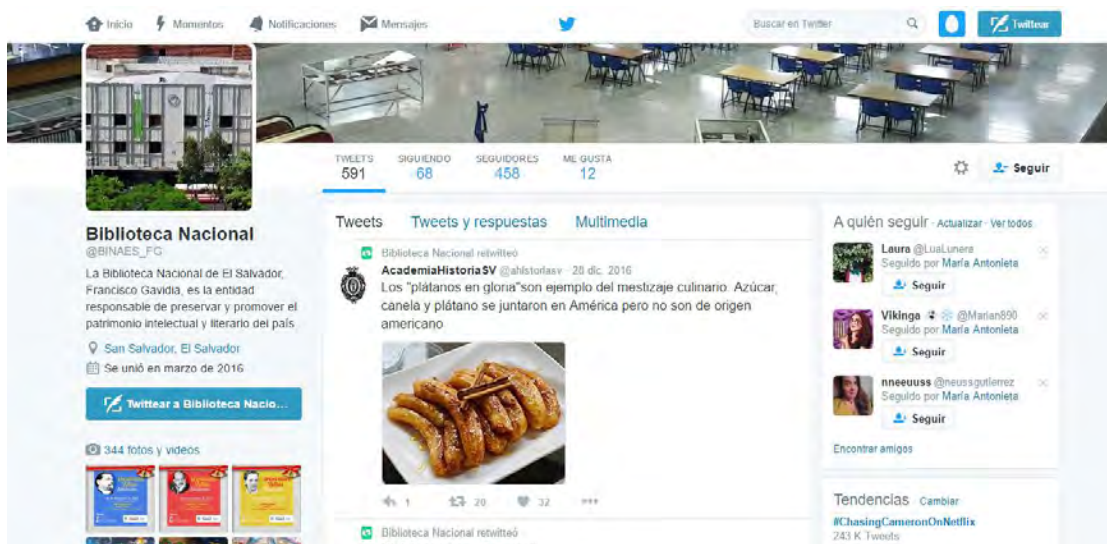 Inicio
Momentos
Notificaciones
Mensajes
Buscar en Twitter
Twittear
TWEETS
591
SIGUIENDO
68
SEGUIDORES
458
ME GUSTA
12
Seguir
Biblioteca Nacional
@BINAES_FG
La Biblioteca Nacional de El Salvador,
Francisco Gavidia, es la entidad
responsable de preservar y promover el
patrimonio intelectual y literario del país
San Salvador, El Salvador
Se unió en marzo de 2016
Twittear a Biblioteca Nacio...
344 fotos y videos
Tweets
Tweets y respuestas
Multimedia
Biblioteca Nacional retwitteó
AcademiaHistoriaSV @ahistoriasv · 28 dic. 2016
Los "plátanos en gloria"son ejemplo del mestizaje culinario. Azúcar,
canela y plátano se juntaron en América pero no son de origen
americano
1
20
32
Biblioteca Nacional retwitteó
A quién seguir · Actualizar · Ver todos
Laura @LuaLunera
Seguido por María Antonieta
Seguir
Vikinga @Marian890
Seguido por María Antonieta
Seguir
nneeuuss @neussgutierrez
Seguido por María Antonieta
Seguir
Encontrar amigos
Tendencias · Cambiar
#ChasingCameronOnNetflix
243 K Tweets